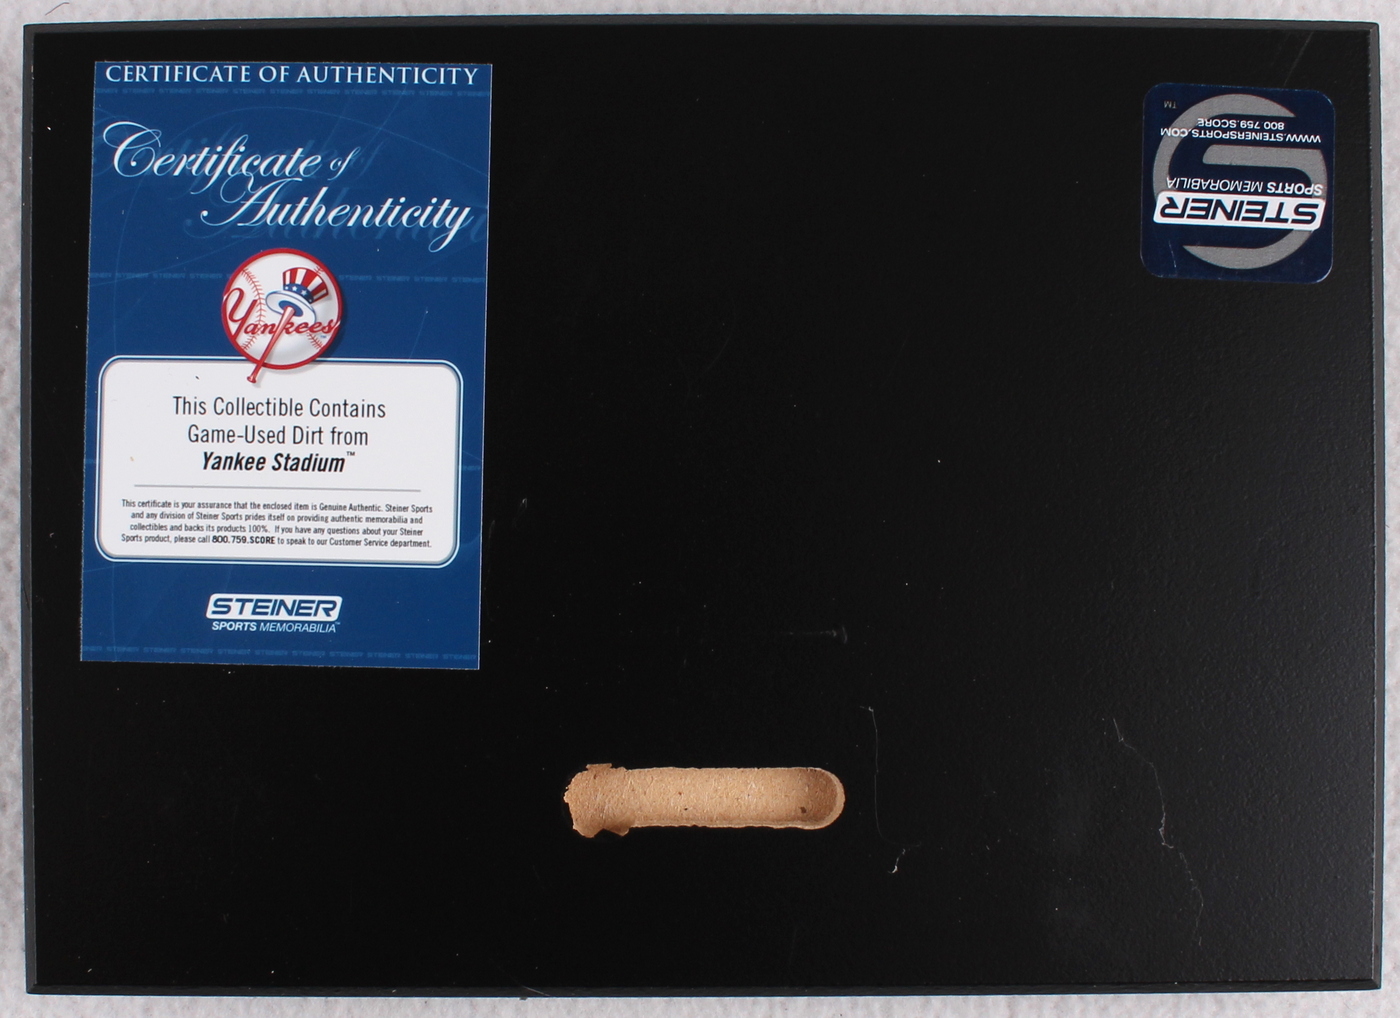 CERTIFICATE OF AUTHENTICITY
Certificate of
Authenticity
Yankees
This Collectible Contains
Game-Used Dirt from
Yankee Stadium™
This certificate is your assurance that the enclosed item is Genuine Authentic. Steiner Sports
and any division of Steiner Sports prides itself on providing authentic memorabilia and
collectibles and backs its products 100%. If you have any questions about your Steiner
Sports product, please call 800.759.SCORE to speak to our Customer Service department.
STEINER
SPORTS MEMORABILIA™
STEINER
SPORTS MEMORABILIA
WWW.STEINERSPORTS.COM
800 759.SCORE
TM